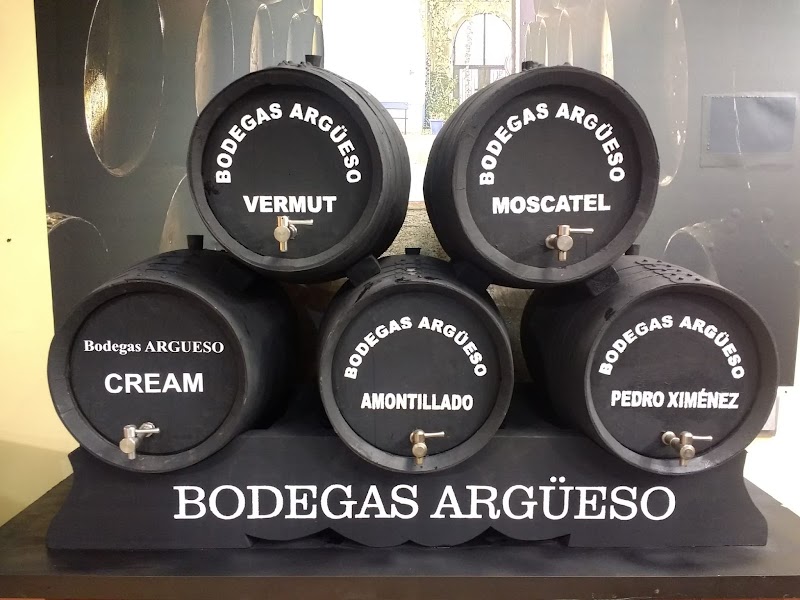 BODEGAS ARGÜESO
VERMUT
BODEGAS ARGÜESO
MOSCATEL
Bodegas ARGUESO
CREAM
BODEGAS ARGÜESO
AMONTILLADO
BODEGAS ARGÜESO
PEDRO XIMÉNEZ
BODEGAS ARGÜESO